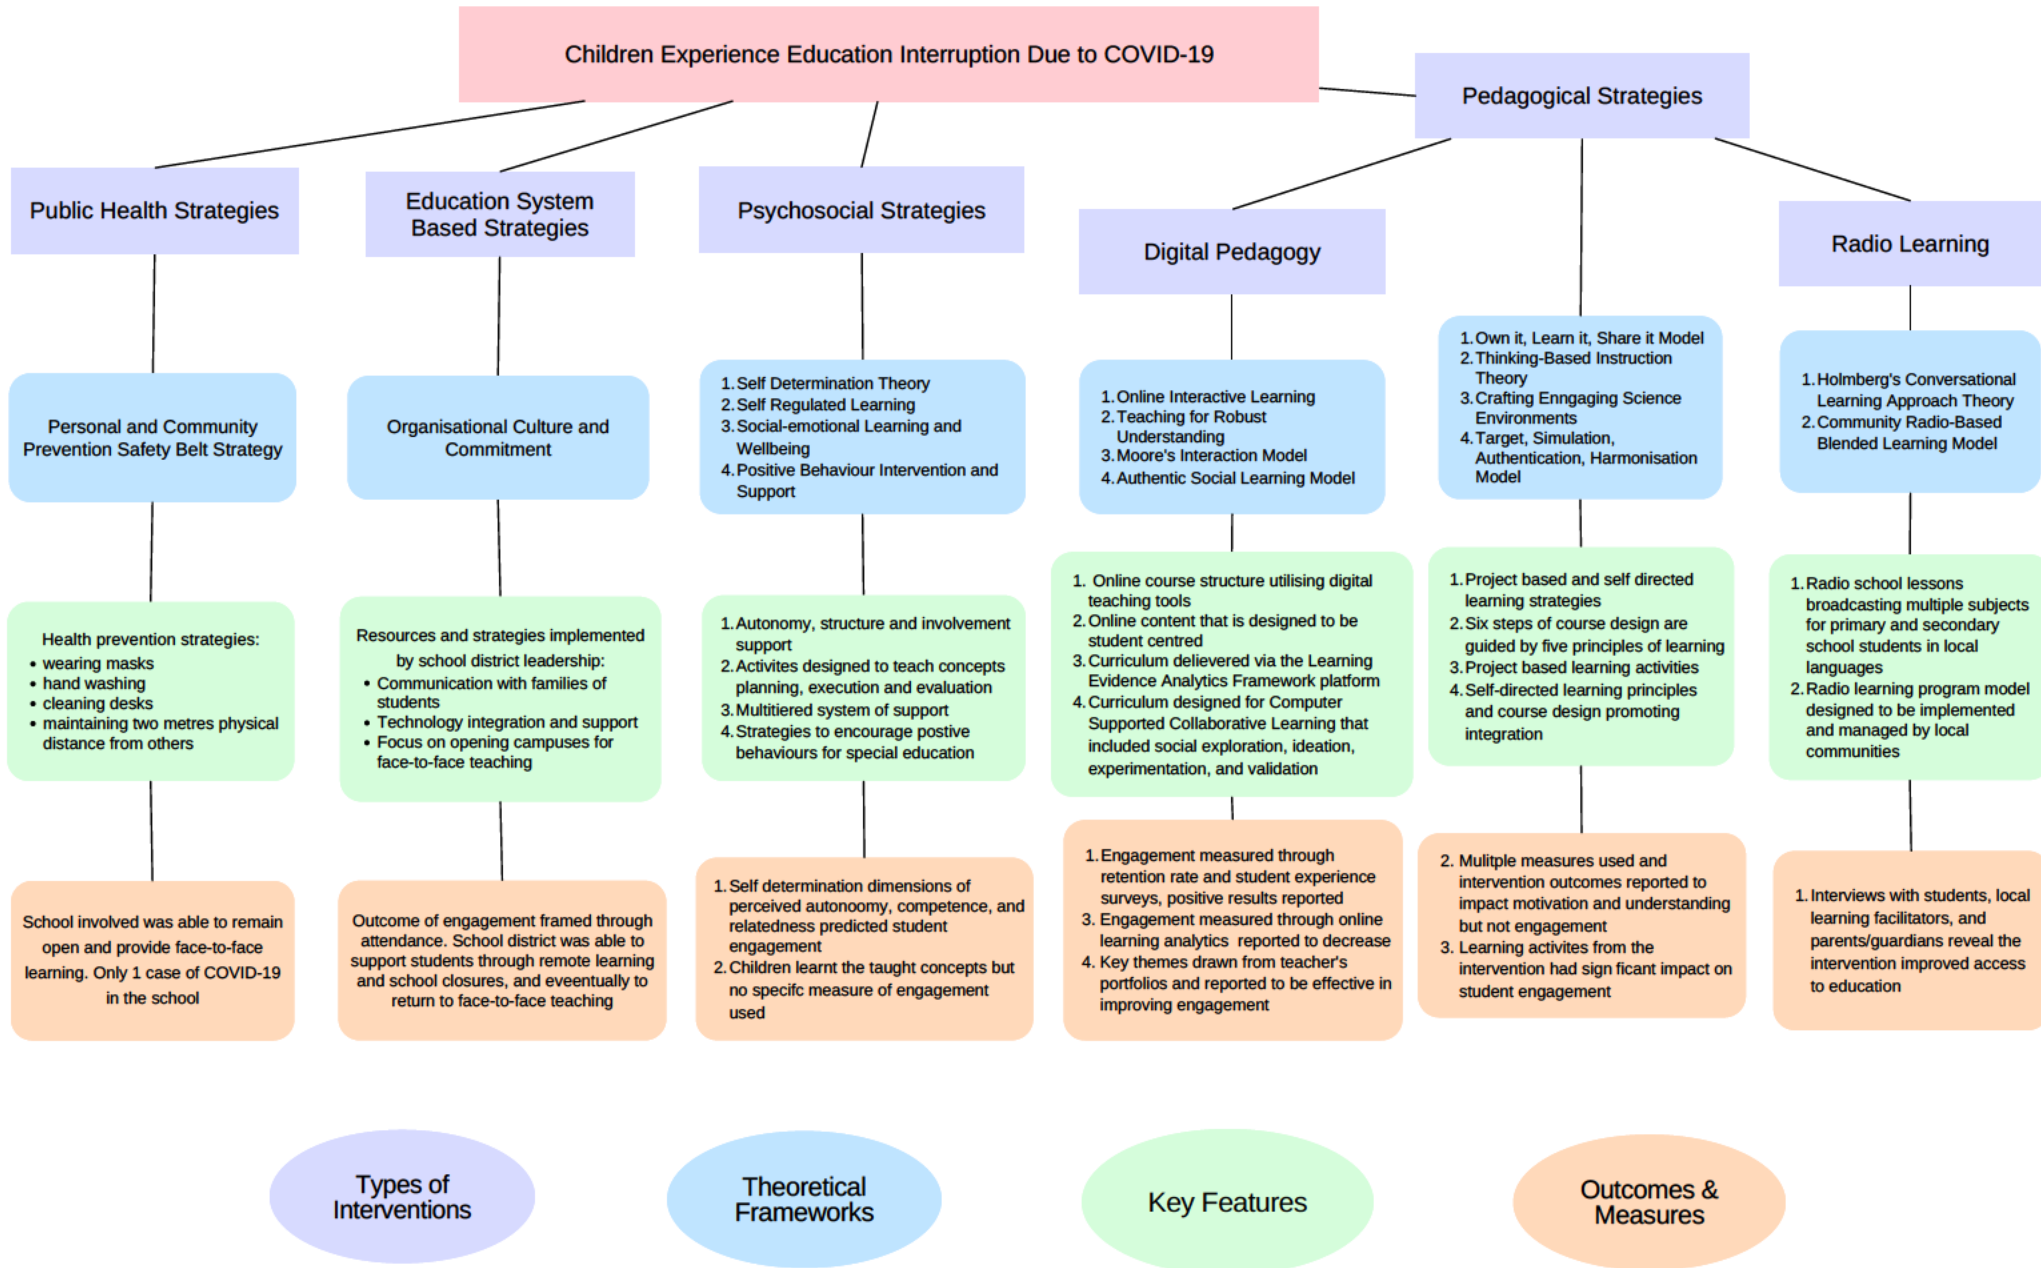 Children Experience Education Interruption Due to COVID-19
Pedagogical Strategies
Public Health Strategies
Education System
Based Strategies
Psychosocial Strategies
Digital Pedagogy
Radio Learning
Personal and Community
Prevention Safety Belt Strategy
Organisational Culture and
Commitment
1. Self Determination Theory
2. Self Regulated Learning
3. Social-emotional Learning and
Wellbeing
4. Positive Behaviour Intervention and
Support
1. Online Interactive Learning
2. Teaching for Robust
Understanding
3. Moore's Interaction Model
4. Authentic Social Learning Model
1. Own it, Learn it, Share it Model
2. Thinking-Based Instruction
Theory
3. Crafting Enngaging Science
Environments
4. Target, Simulation,
Authentication, Harmonisation
Model
1. Holmberg's Conversational
Learning Approach Theory
2. Community Radio-Based
Blended Learning Model
Health prevention strategies:
• wearing masks
• hand washing
• cleaning desks
• maintaining two metres physical
distance from others
Resources and strategies implemented
by school district leadership:
• Communication with families of
students
• Technology integration and support
• Focus on opening campuses for
face-to-face teaching
1. Autonomy, structure and involvement
support
2. Activites designed to teach concepts
planning, execution and evaluation
3. Multitiered system of support
4. Strategies to encourage postive
behaviours for special education
1. Online course structure utilising digital
teaching tools
2. Online content that is designed to be
student centred
3. Curriculum delievered via the Learning
Evidence Analytics Framework platform
4. Curriculum designed for Computer
Supported Collaborative Learning that
included social exploration, ideation,
experimentation, and validation
1. Project based and self directed
learning strategies
2. Six steps of course design are
guided by five principles of learning
3. Project based learning activities
4. Self-directed learning principles
and course design promoting
integration
1. Radio school lessons
broadcasting multiple subjects
for primary and secondary
school students in local
languages
2. Radio learning program model
designed to be implemented
and managed by local
communities
School involved was able to remain
open and provide face-to-face
learning. Only 1 case of COVID-19
in the school
Outcome of engagement framed through
attendance. School district was able to
support students through remote learning
and school closures, and eveentually to
return to face-to-face teaching
1. Self determination dimensions of
perceived autonoomy, competence, and
relatedness predicted student
engagement
2. Children learnt the taught concepts but
no specifc measure of engagement
used
1. Engagement measured through
retention rate and student experience
surveys, positive results reported
3. Engagement measured through online
learning analytics reported to decrease
4. Key themes drawn from teacher's
portfolios and reported to be effective in
improving engagement
2. Mulitple measures used and
intervention outcomes reported to
impact motivation and understanding
but not engagement
3. Learning activites from the
intervention had sign ficant impact on
student engagement
1. Interviews with students, local
learning facilitators, and
parents/guardians reveal the
intervention improved access
to education
Types of
Interventions
Theoretical
Frameworks
Key Features
Outcomes &
Measures